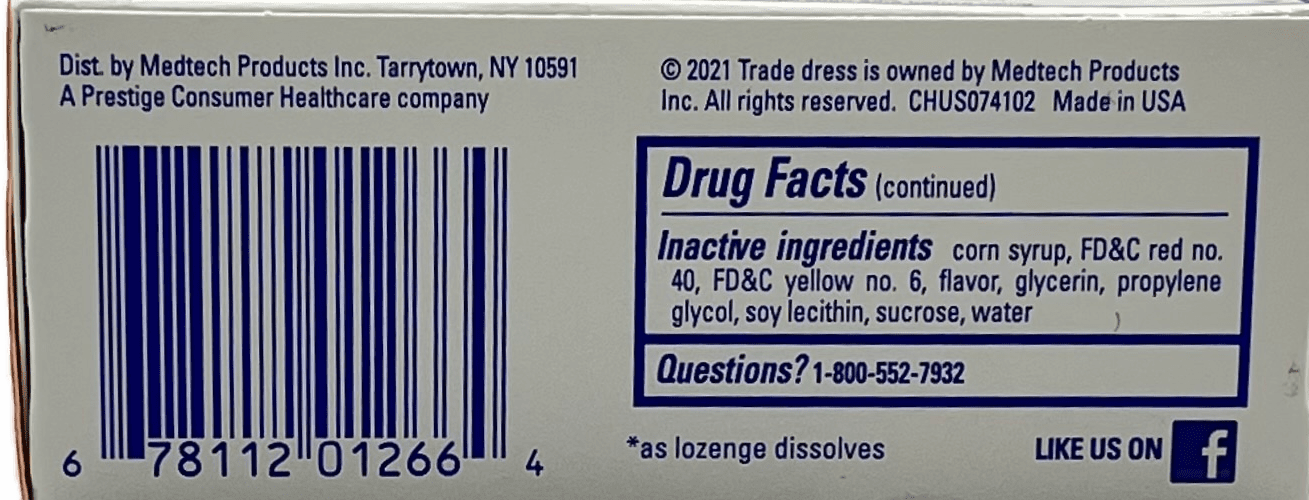 Dist. by Medtech Products Inc. Tarrytown, NY 10591
A Prestige Consumer Healthcare company
6 78112 01266 4
© 2021 Trade dress is owned by Medtech Products
Inc. All rights reserved. CHUS074102 Made in USA
Drug Facts (continued)
Inactive ingredients corn syrup, FD&C red no.
40, FD&C yellow no. 6, flavor, glycerin, propylene
glycol, soy lecithin, sucrose, water
Questions? 1-800-552-7932
*as lozenge dissolves
LIKE US ON f